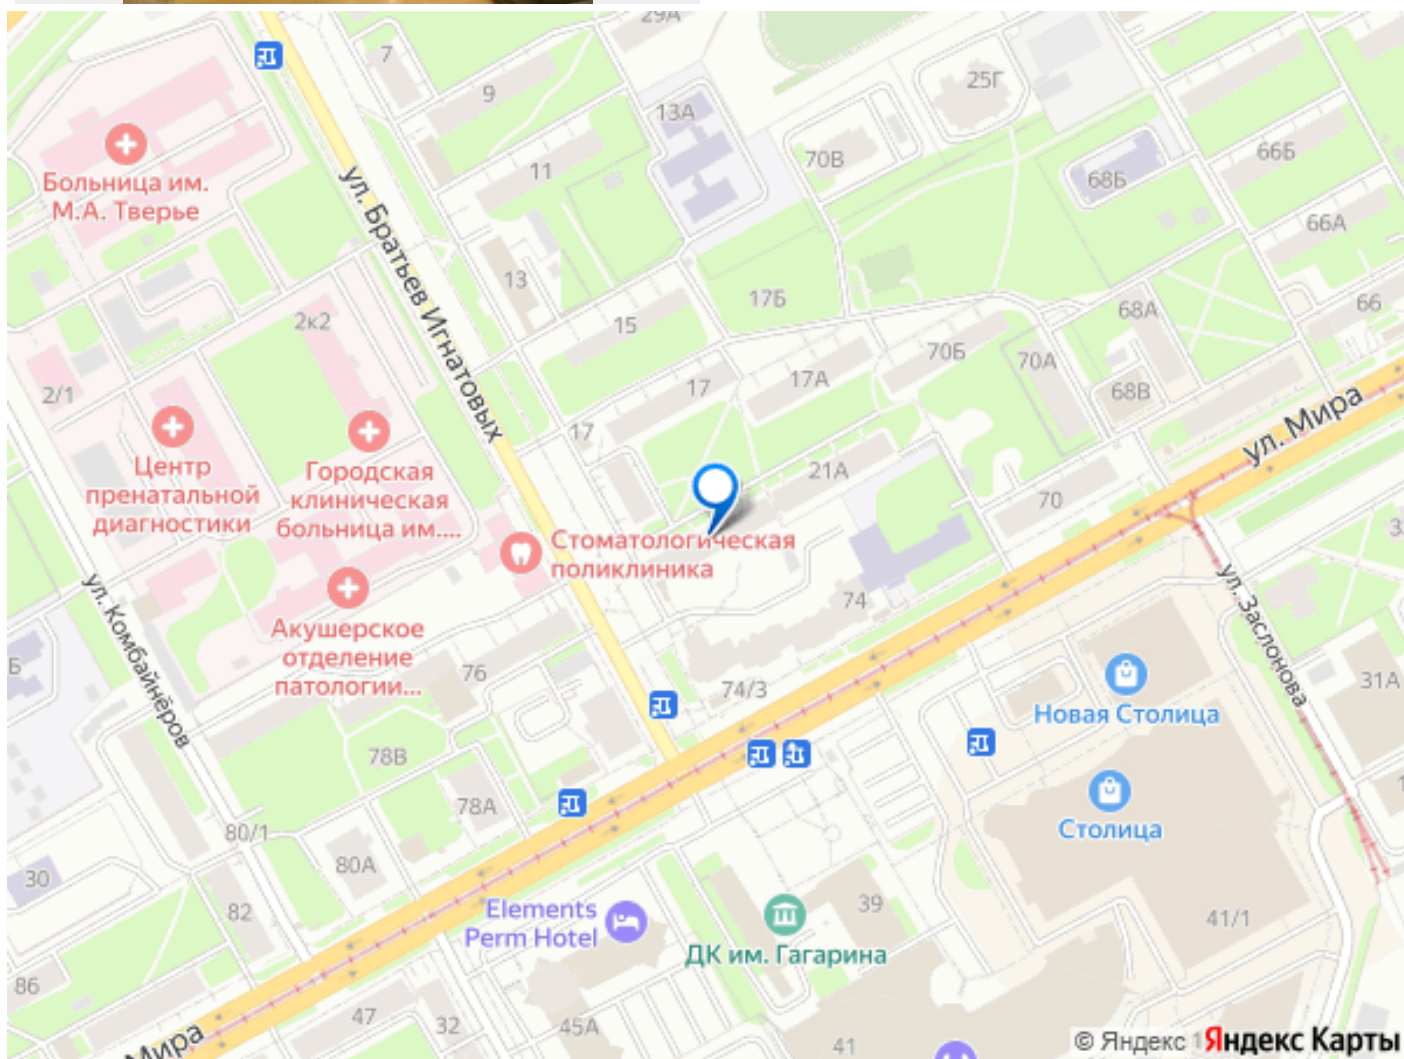 29А
7
9
25Г
13А
70В
66Б
11
68Б
Больница им.
М.А. Тверье
ул. Братьев Игнатовых
66А
13
17Б
2к2
15
68А
66
70Б
70А
2/1
17
17А
68В
ул. Мира
17
Центр
пренатальной
диагностики
Городская
клиническая
больница им....
21А
70
Стоматологическая
поликлиника
ул. Комбайнёров
ул. Заслонова
74
Акушерское
отделение
патологии...
Б
76
74/3
31А
Новая Столица
78В
78А
Столица
80/1
80А
30
82
Elements
Perm Hotel
39
ДК им. Гагарина
41/1
86
47
32
45А
41
Мира
© Яндекс
Яндекс Карты